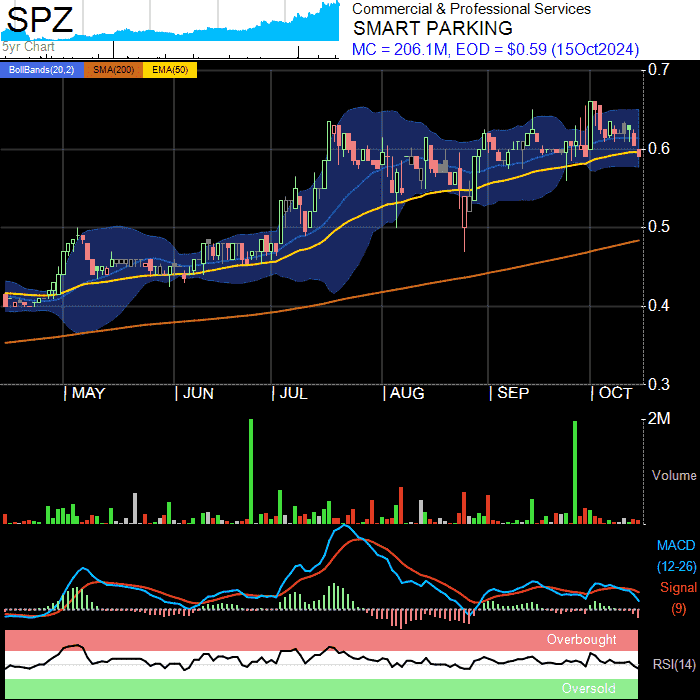 SPZ
5yr Chart
Commercial & Professional Services
SMART PARKING
MC = 206.1M, EOD = $0.59 (15Oct2024)
BollBands(20,2) SMA(200) EMA(50)
0.7
0.6
0.5
0.4
0.3
MAY JUN JUL AUG SEP OCT
2M
Volume
MACD
(12-26)
Signal
(9)
Overbought
RSI(14)
Oversold